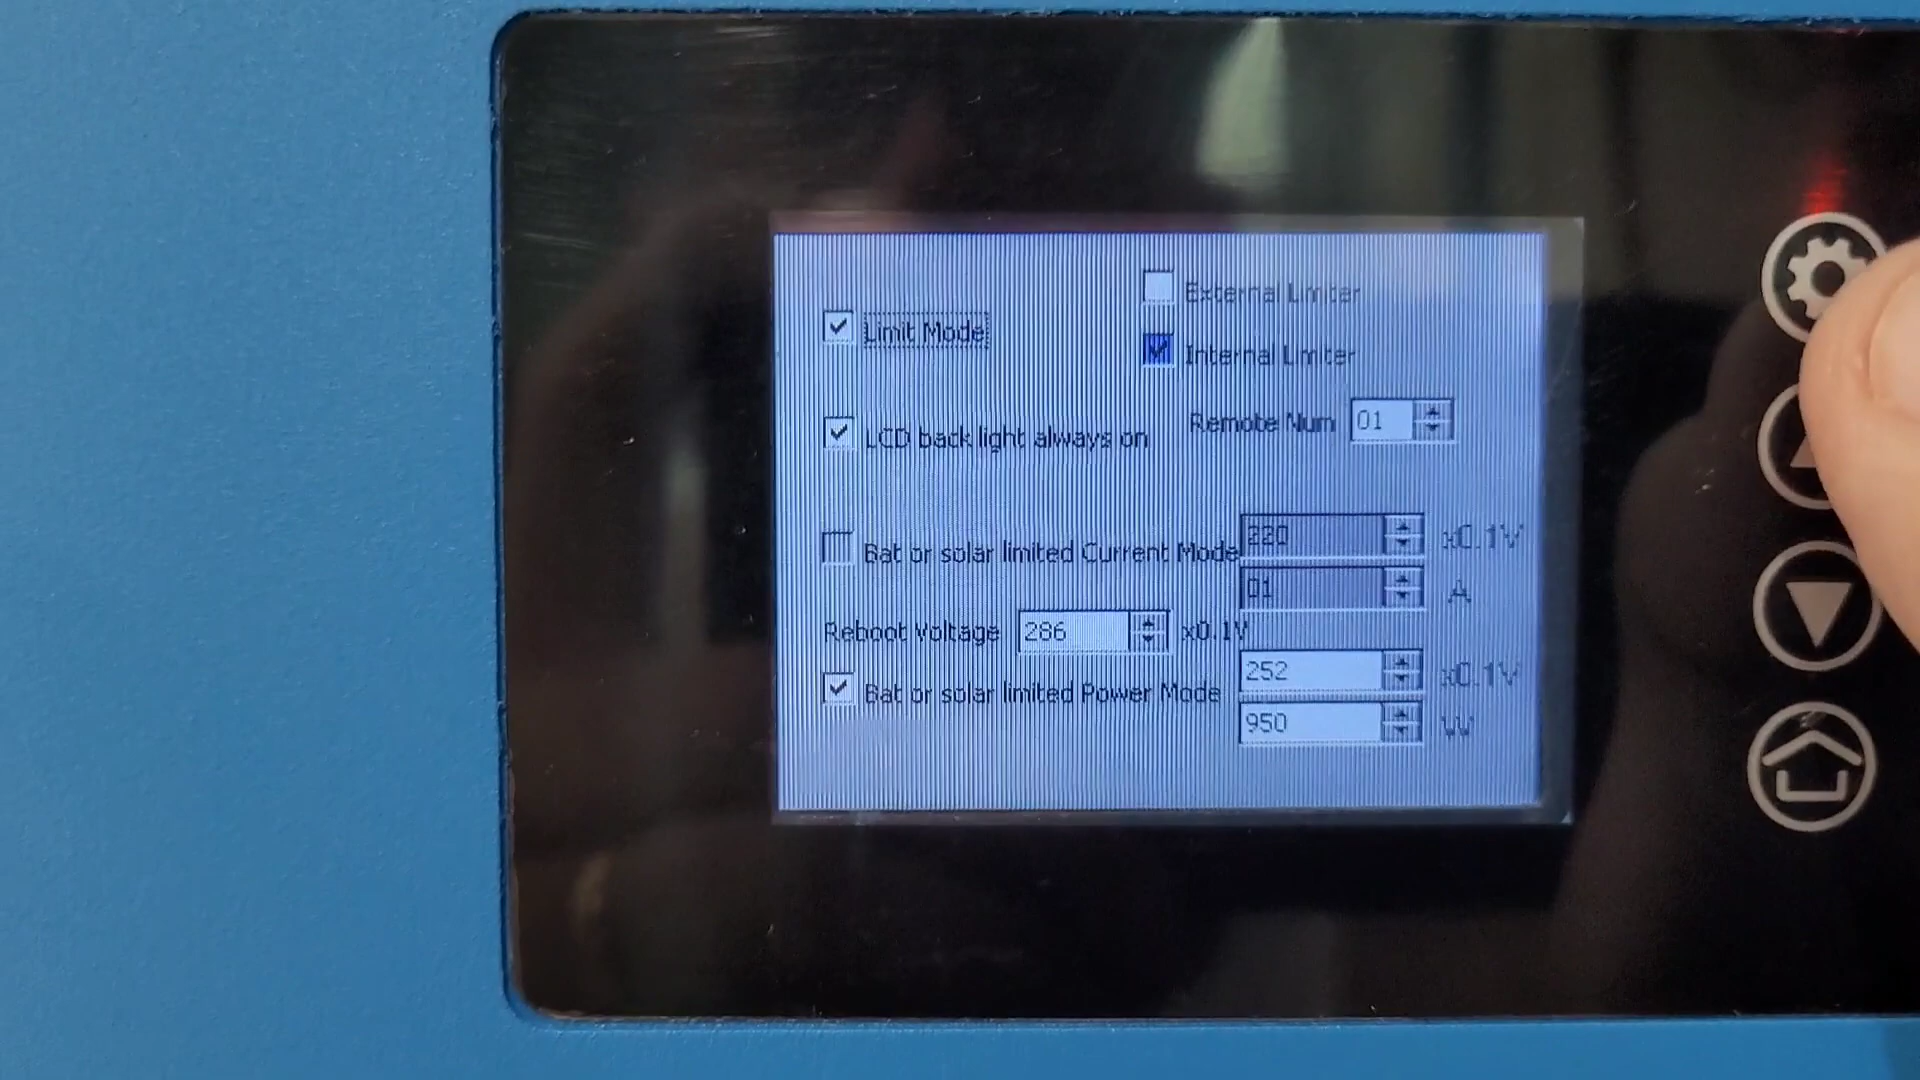 External Limiter
Limit Mode
Internal Limiter
Remote Num 01
LCD back light always on
220 x0.1V
Bat or solar limited Current Mode
01 A
Reboot Voltage 286 x0.1V
252 x0.1V
Bat or solar limited Power Mode
950 W